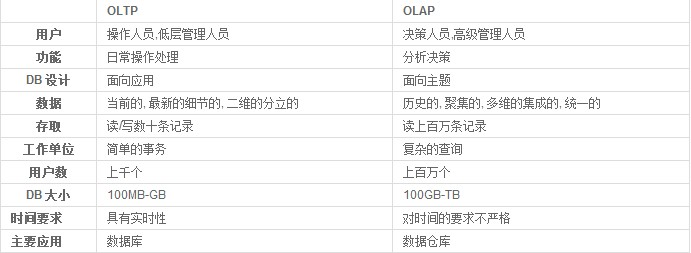 OLTP OLAP
用户 操作人员,低层管理人员 决策人员,高级管理人员
功能 日常操作处理 分析决策
DB 设计 面向应用 面向主题
数据 当前的, 最新的细节的, 二维的分立的 历史的, 聚集的, 多维的集成的, 统一的
存取 读/写数十条记录 读上百万条记录
工作单位 简单的事务 复杂的查询
用户数 上千个 上百万个
DB 大小 100MB-GB 100GB-TB
时间要求 具有实时性 对时间的要求不严格
主要应用 数据库 数据仓库